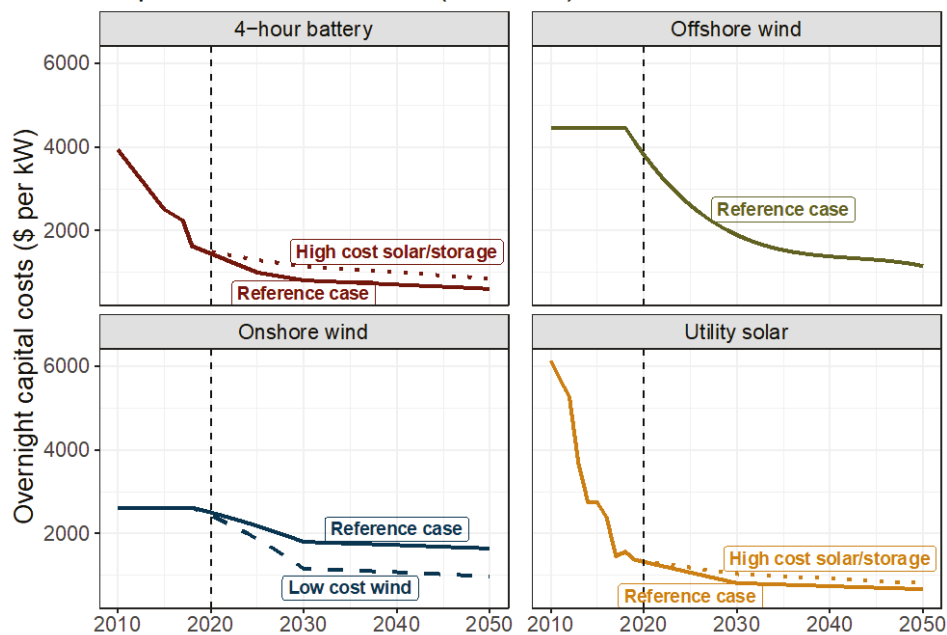 4−hour battery
Offshore wind
Overnight capital costs ($ per kW)
6000
4000
2000
High cost solar/storage
Reference case
Reference case
Onshore wind
Utility solar
6000
4000
2000
Reference case
Low cost wind
High cost solar/storage
Reference case
2010 2020 2030 2040 2050 2010 2020 2030 2040 2050